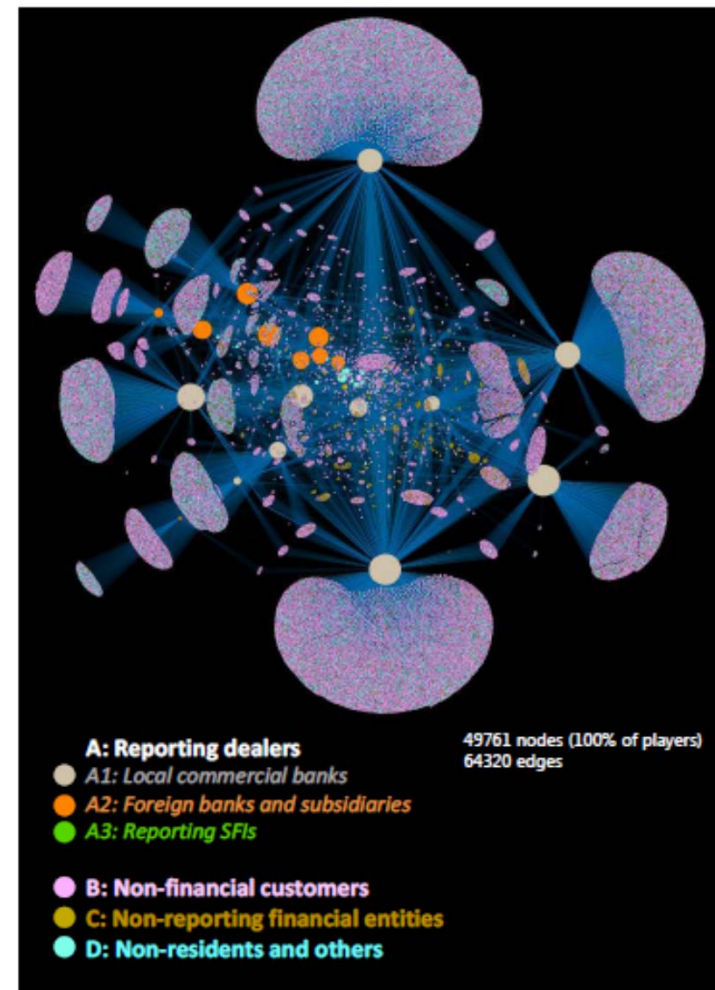 A: Reporting dealers
A1: Local commercial banks
A2: Foreign banks and subsidiaries
A3: Reporting SFIs
49761 nodes (100% of players)
64320 edges
B: Non-financial customers
C: Non-reporting financial entities
D: Non-residents and others